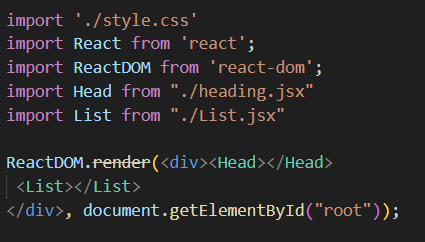 import './style.css'
import React from 'react';
import ReactDOM from 'react-dom';
import Head from "./heading.jsx"
import List from "./List.jsx"

ReactDOM.render(<div><Head></Head>
<List></List>
</div>, document.getElementById("root"));